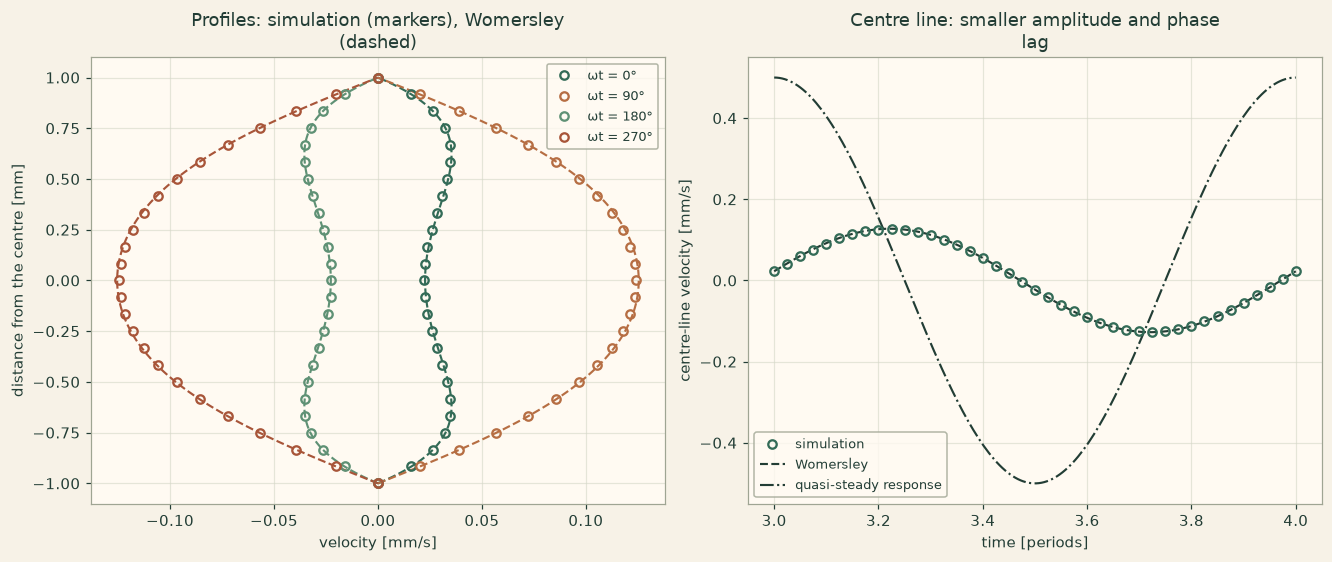 Profiles: simulation (markers), Womersley
(dashed)
1.00
0.75
0.50
0.25
0.00
−0.25
−0.50
−0.75
−1.00
distance from the centre [mm]
ωt = 0°
ωt = 90°
ωt = 180°
ωt = 270°
−0.10
−0.05
0.00
0.05
0.10
velocity [mm/s]
Centre line: smaller amplitude and phase
lag
0.4
0.2
0.0
−0.2
−0.4
centre-line velocity [mm/s]
simulation
Womersley
quasi-steady response
3.0
3.2
3.4
3.6
3.8
4.0
time [periods]